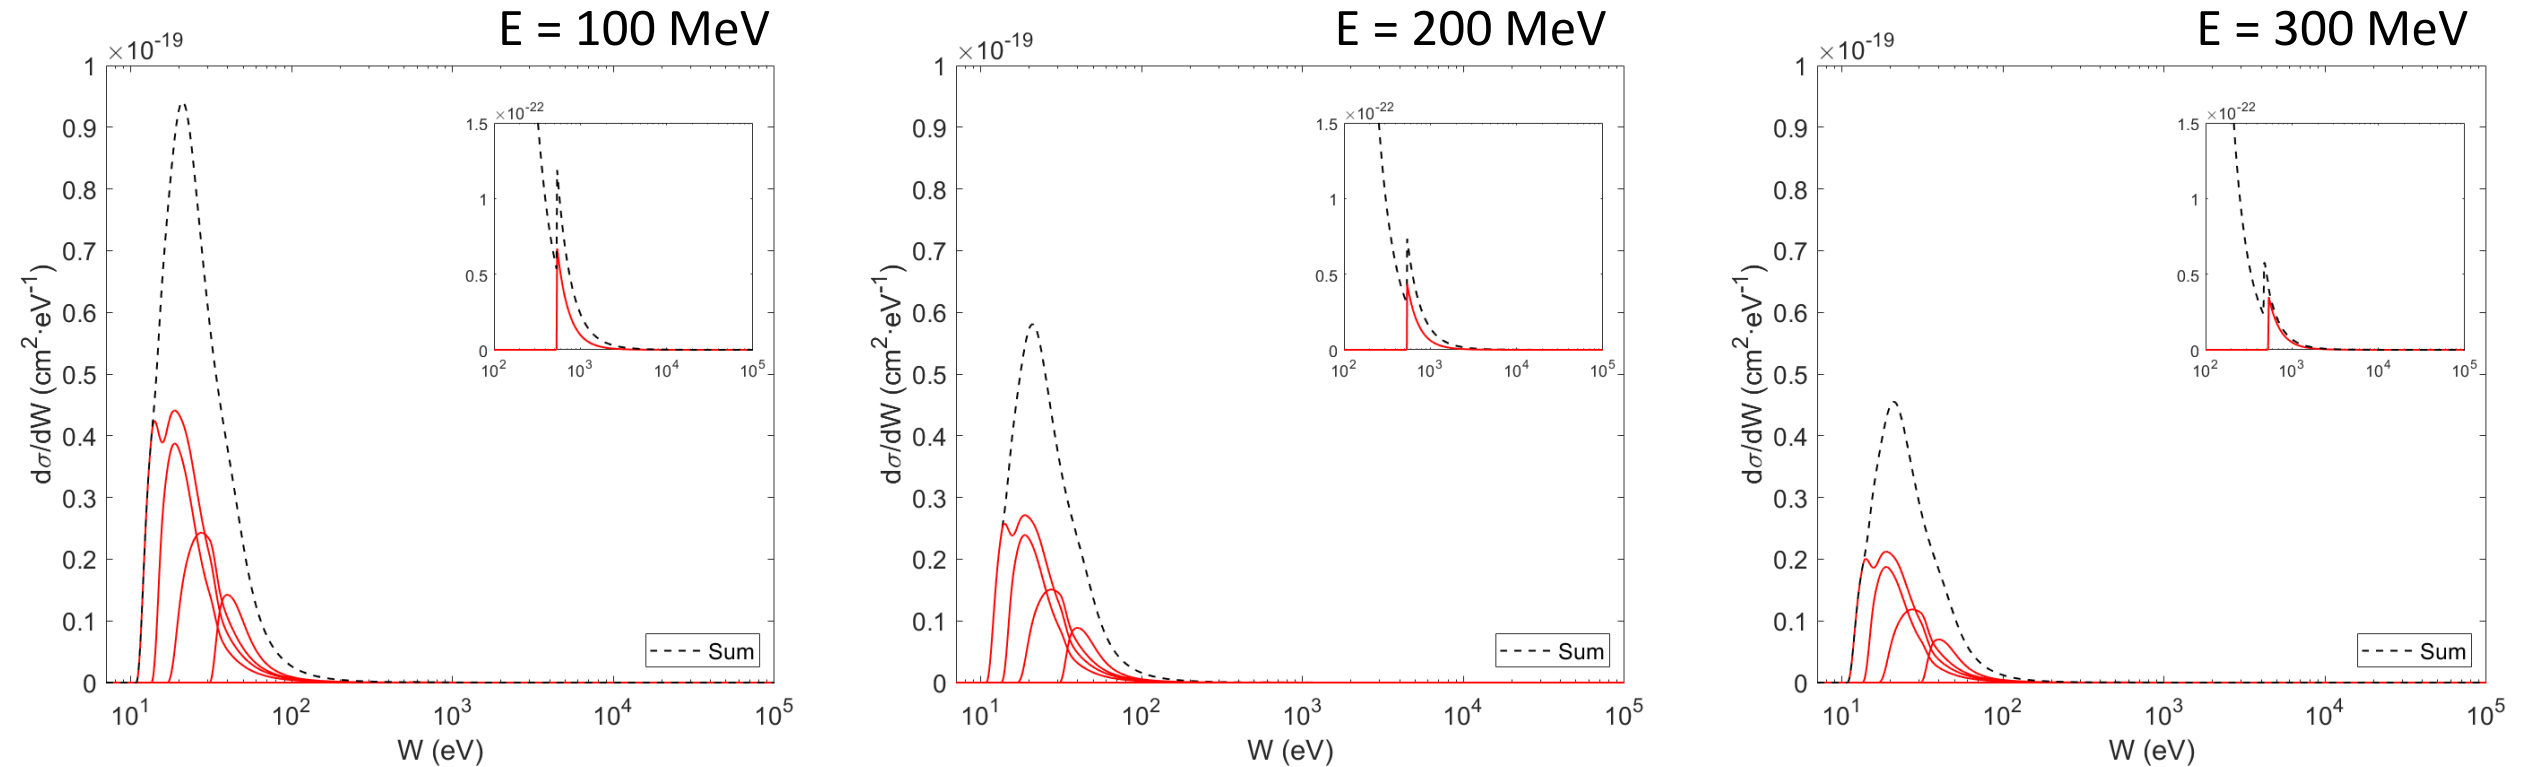 E = 100 MeV
×10⁻¹⁹
1
0.9
0.8
0.7
0.6
0.5
0.4
0.3
0.2
0.1
0
dσ/dW (cm²·eV⁻¹)
×10⁻²²
1.5
1
0.5
0
10² 10³ 10⁴ 10⁵
Sum
10¹ 10² 10³ 10⁴ 10⁵
W (eV)
E = 200 MeV
×10⁻¹⁹
1
0.9
0.8
0.7
0.6
0.5
0.4
0.3
0.2
0.1
0
dσ/dW (cm²·eV⁻¹)
×10⁻²²
1.5
1
0.5
0
10² 10³ 10⁴ 10⁵
Sum
10¹ 10² 10³ 10⁴ 10⁵
W (eV)
E = 300 MeV
×10⁻¹⁹
1
0.9
0.8
0.7
0.6
0.5
0.4
0.3
0.2
0.1
0
dσ/dW (cm²·eV⁻¹)
×10⁻²²
1.5
1
0.5
0
10² 10³ 10⁴ 10⁵
Sum
10¹ 10² 10³ 10⁴ 10⁵
W (eV)